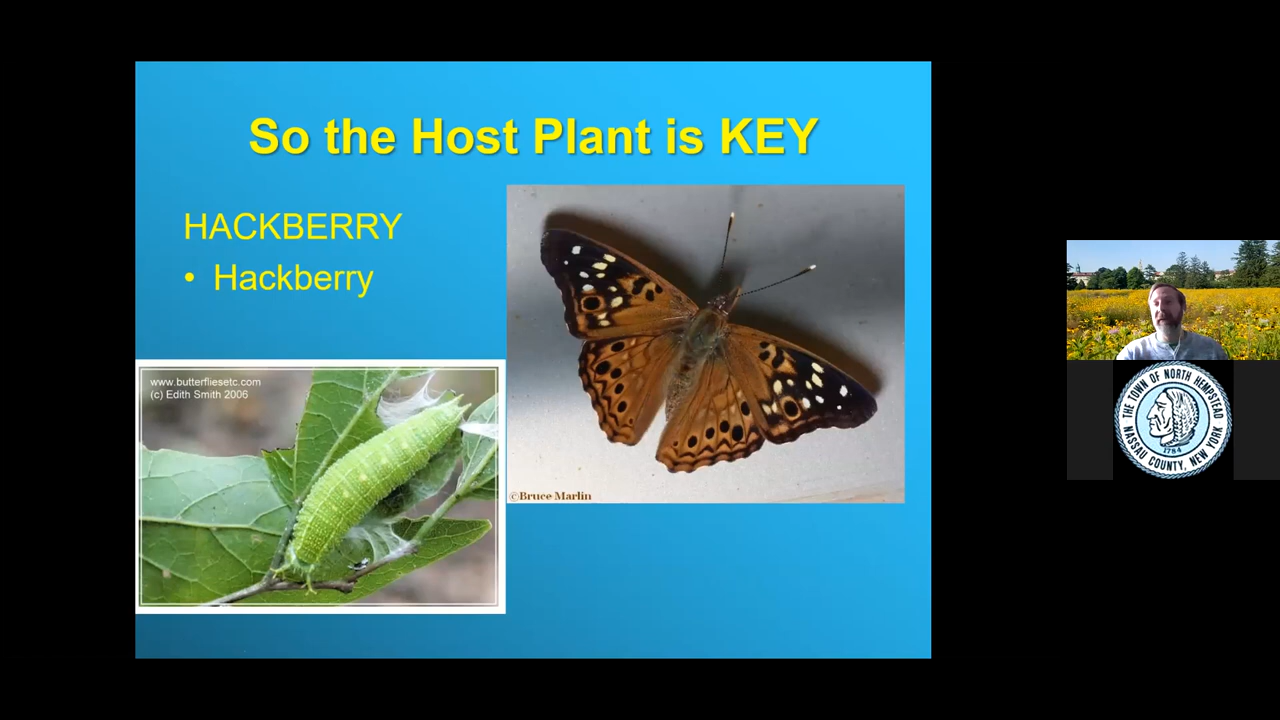 So the Host Plant is KEY
HACKBERRY
• Hackberry
www.butterfliesetc.com
(c) Edith Smith 2006
©Bruce Marlin
THE TOWN OF NORTH HEMPSTEAD
1784
NASSAU COUNTY, NEW YORK